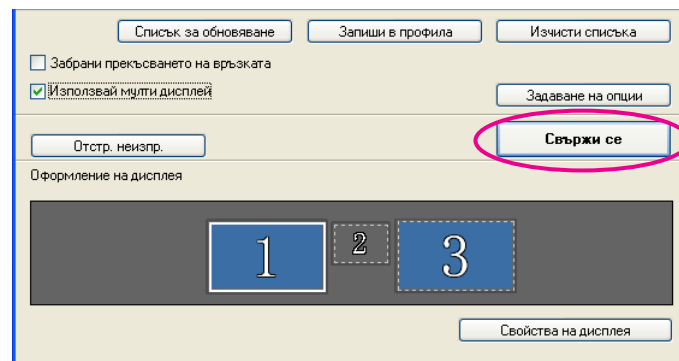 Списък за обновяване Запиши в профила Изчисти списъка
Забрани прекъсването на връзката
Използвай мулти дисплей
Задаване на опции
Отстр. неизпр. Свържи се
Оформление на дисплея
1 2 3
Свойства на дисплея